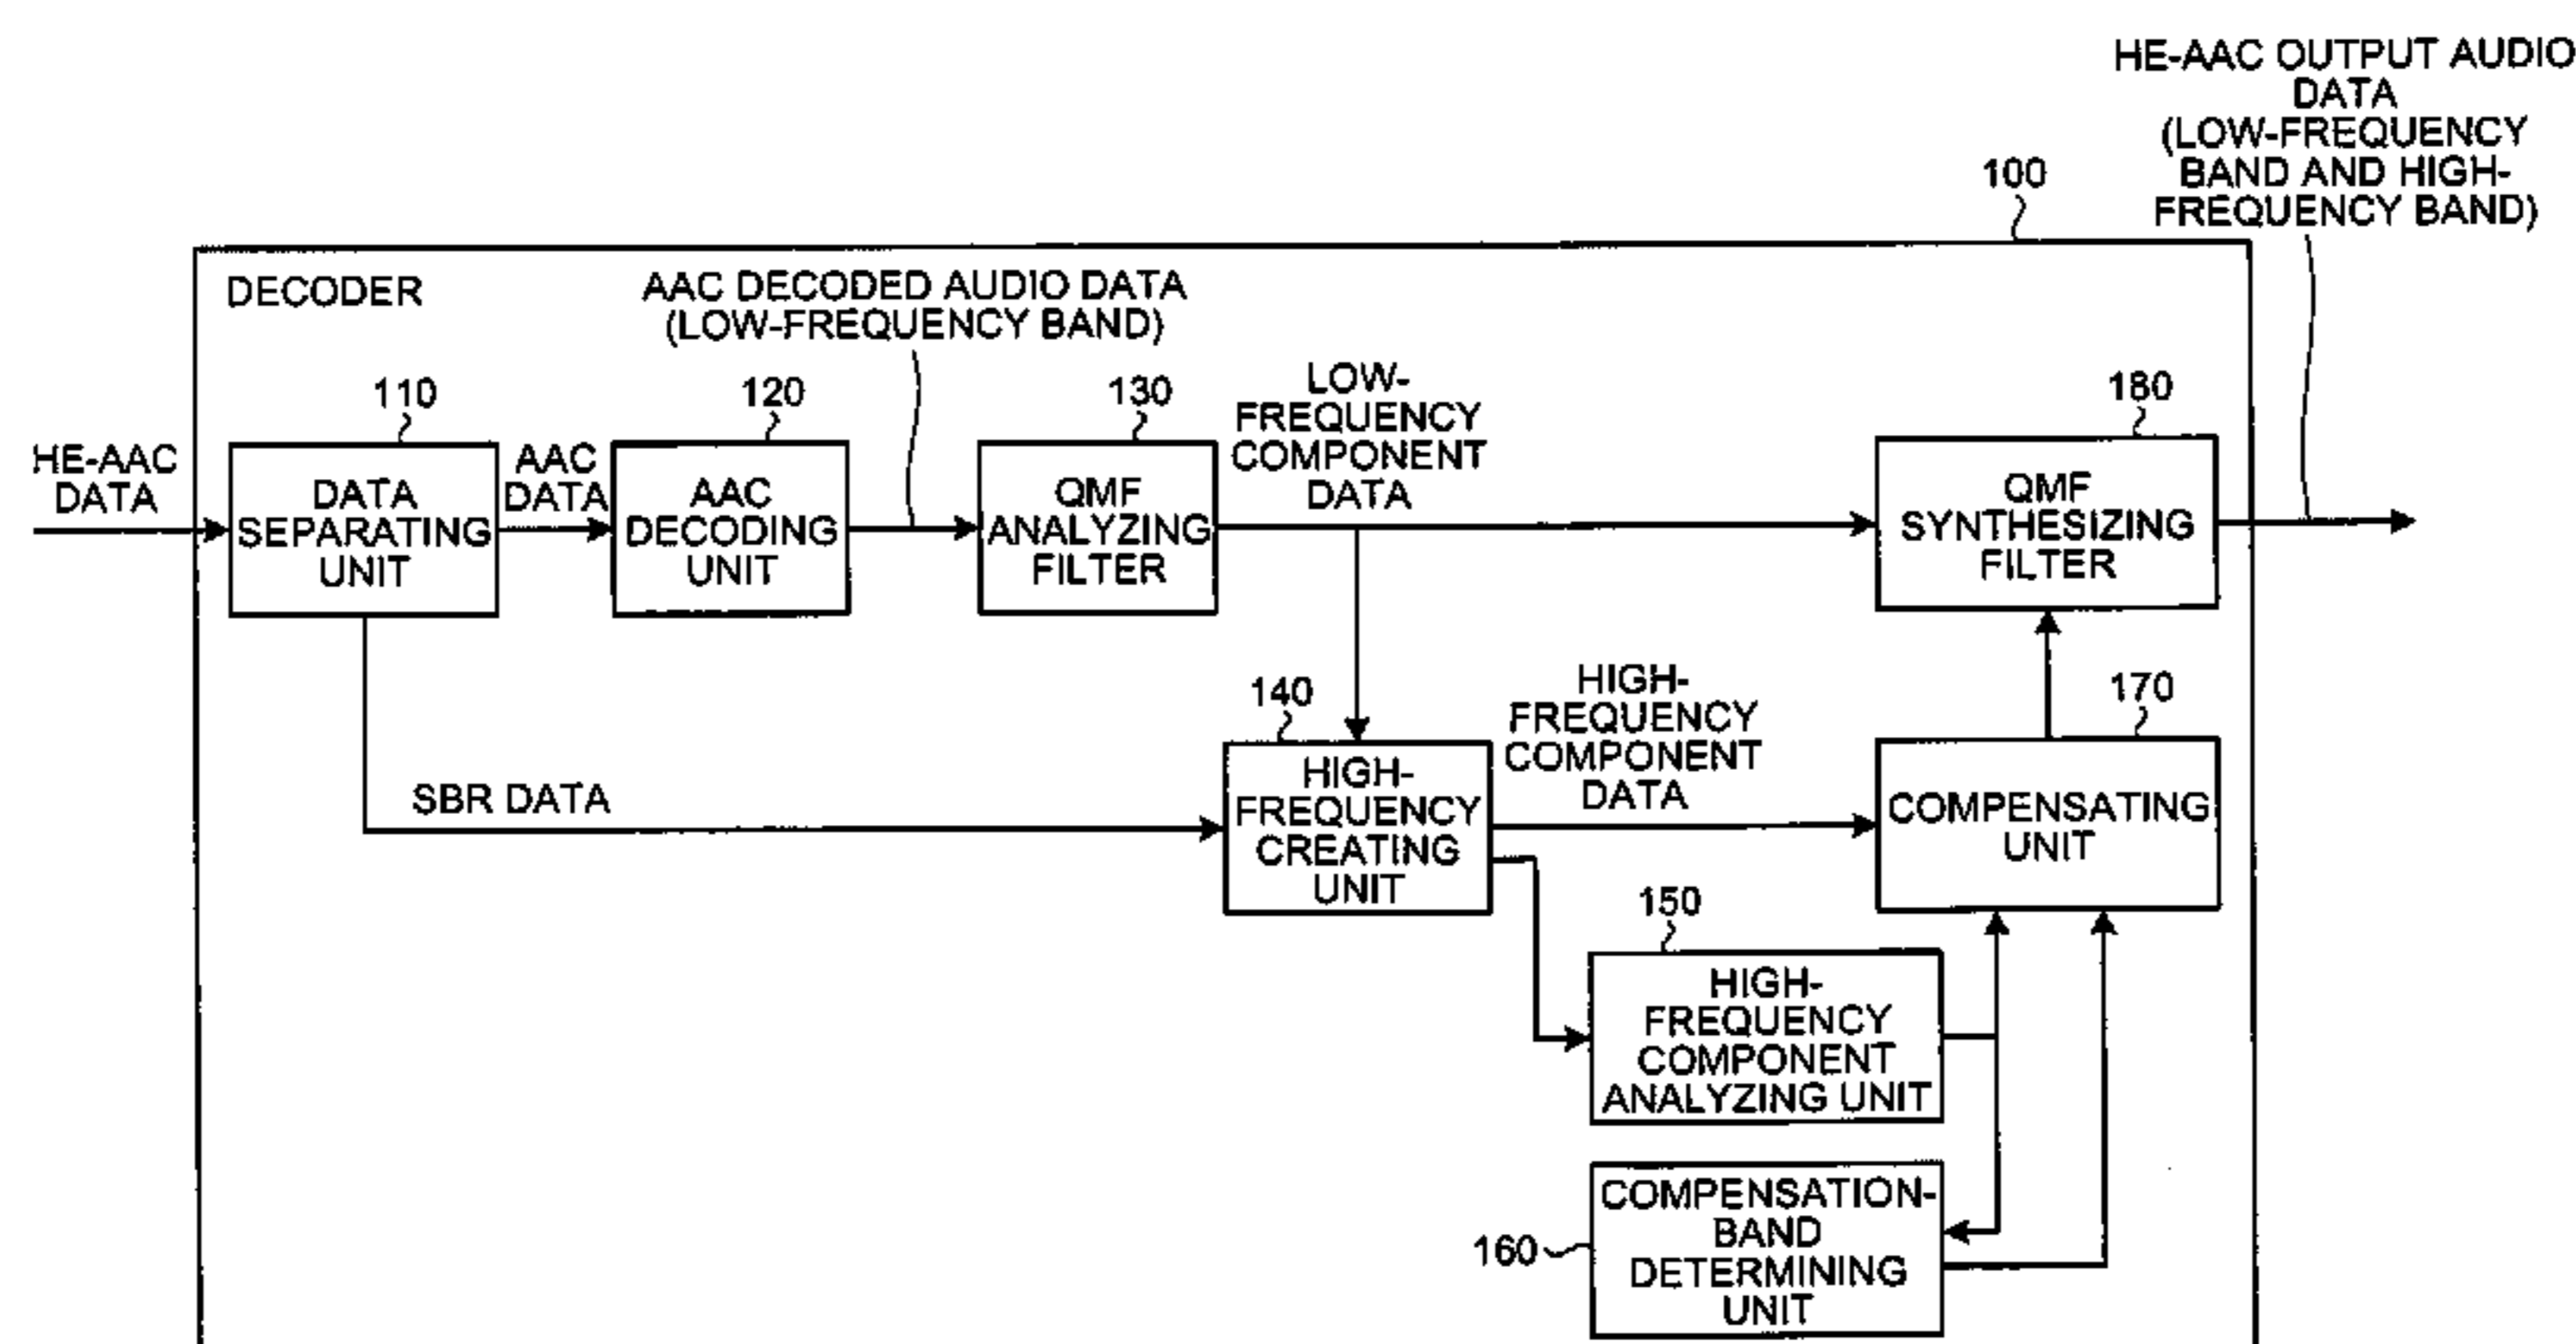 HE-AAC OUTPUT AUDIO
DATA
(LOW-FREQUENCY
BAND AND HIGH-
FREQUENCY BAND)
100
DECODER
AAC DECODED AUDIO DATA
(LOW-FREQUENCY BAND)
110
120
130
LOW-
FREQUENCY
COMPONENT
DATA
180
HE-AAC
DATA
DATA
SEPARATING
UNIT
AAC
DATA
AAC
DECODING
UNIT
QMF
ANALYZING
FILTER
QMF
SYNTHESIZING
FILTER
140
HIGH-
FREQUENCY
COMPONENT
DATA
170
SBR DATA
HIGH-
FREQUENCY
CREATING
UNIT
COMPENSATING
UNIT
150
HIGH-
FREQUENCY
COMPONENT
ANALYZING UNIT
160
COMPENSATION-
BAND
DETERMINING
UNIT